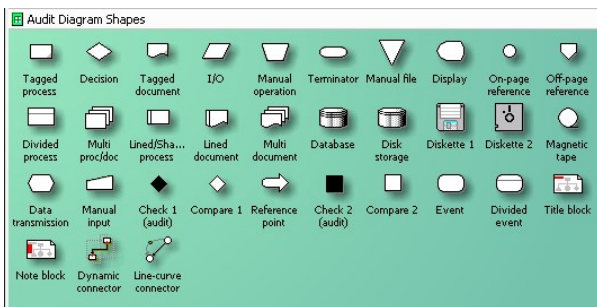 Audit Diagram Shapes
Tagged process
Decision
Tagged document
I/O
Manual operation
Terminator
Manual file
Display
On-page reference
Off-page reference
Divided process
Multi proc/doc
Lined/Sha... process
Lined document
Multi document
Database
Disk storage
Diskette 1
Diskette 2
Magnetic tape
Data transmission
Manual input
Check 1 (audit)
Compare 1
Reference point
Check 2 (audit)
Compare 2
Event
Divided event
Title block
Note block
Dynamic connector
Line-curve connector